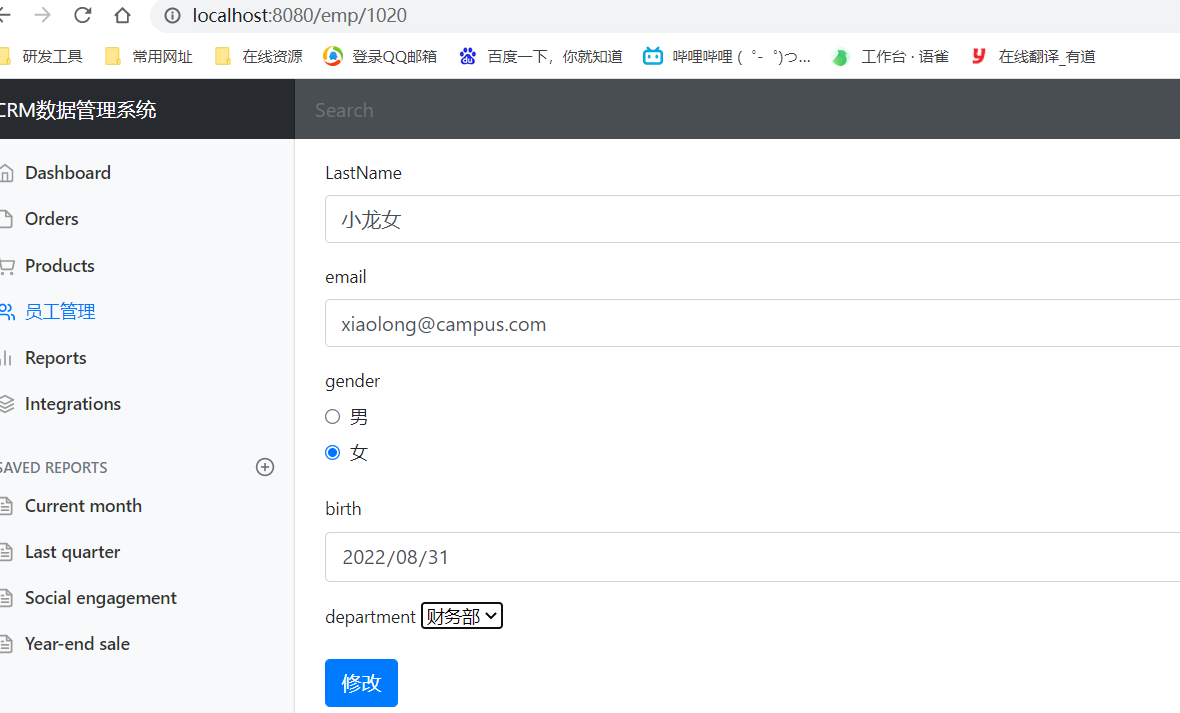 localhost:8080/emp/1020
研发工具 常用网址 在线资源 登录QQ邮箱 百度一下，你就知道 哔哩哔哩 ( ゜- ゜)つ... 工作台 · 语雀 在线翻译_有道
CRM数据管理系统
Search
Dashboard
Orders
Products
员工管理
Reports
Integrations
SAVED REPORTS
Current month
Last quarter
Social engagement
Year-end sale
LastName
小龙女
email
xiaolong@campus.com
gender
男
女
birth
2022/08/31
department 财务部
修改